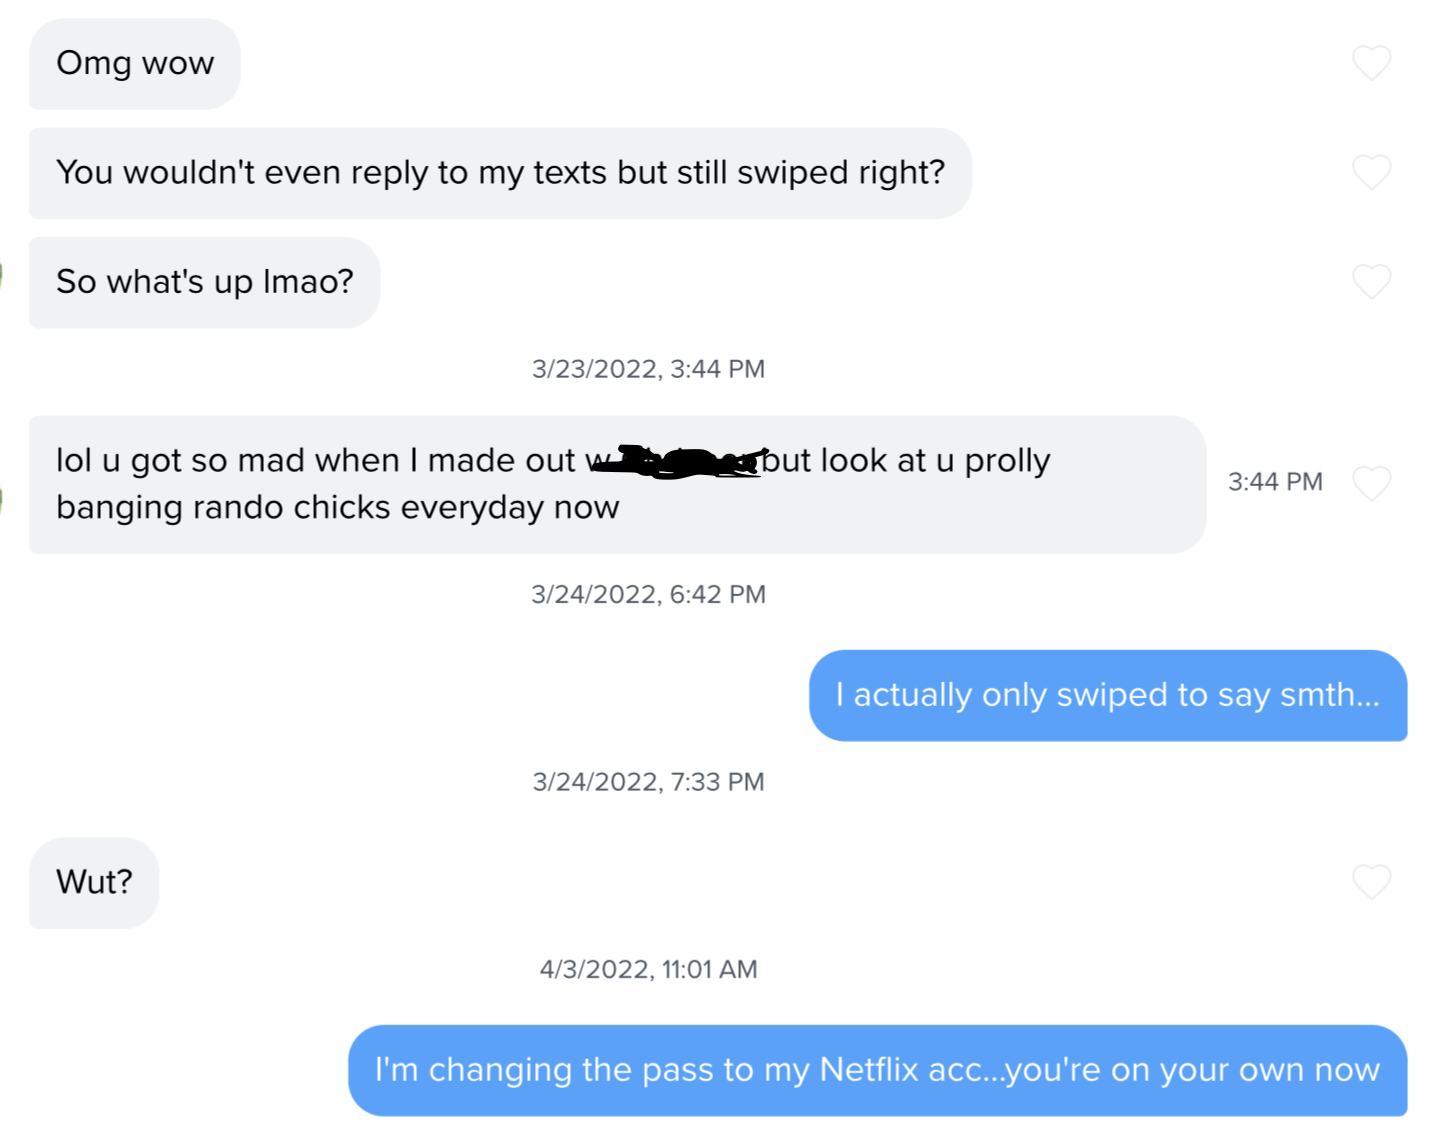 Omg wow
You wouldn't even reply to my texts but still swiped right?
So what's up lmao?
3/23/2022, 3:44 PM
lol u got so mad when I made out but look at u prolly
banging rando chicks everyday now
3:44 PM
3/24/2022, 6:42 PM
I actually only swiped to say smth...
3/24/2022, 7:33 PM
Wut?
4/3/2022, 11:01 AM
I'm changing the pass to my Netflix acc...you're on your own now